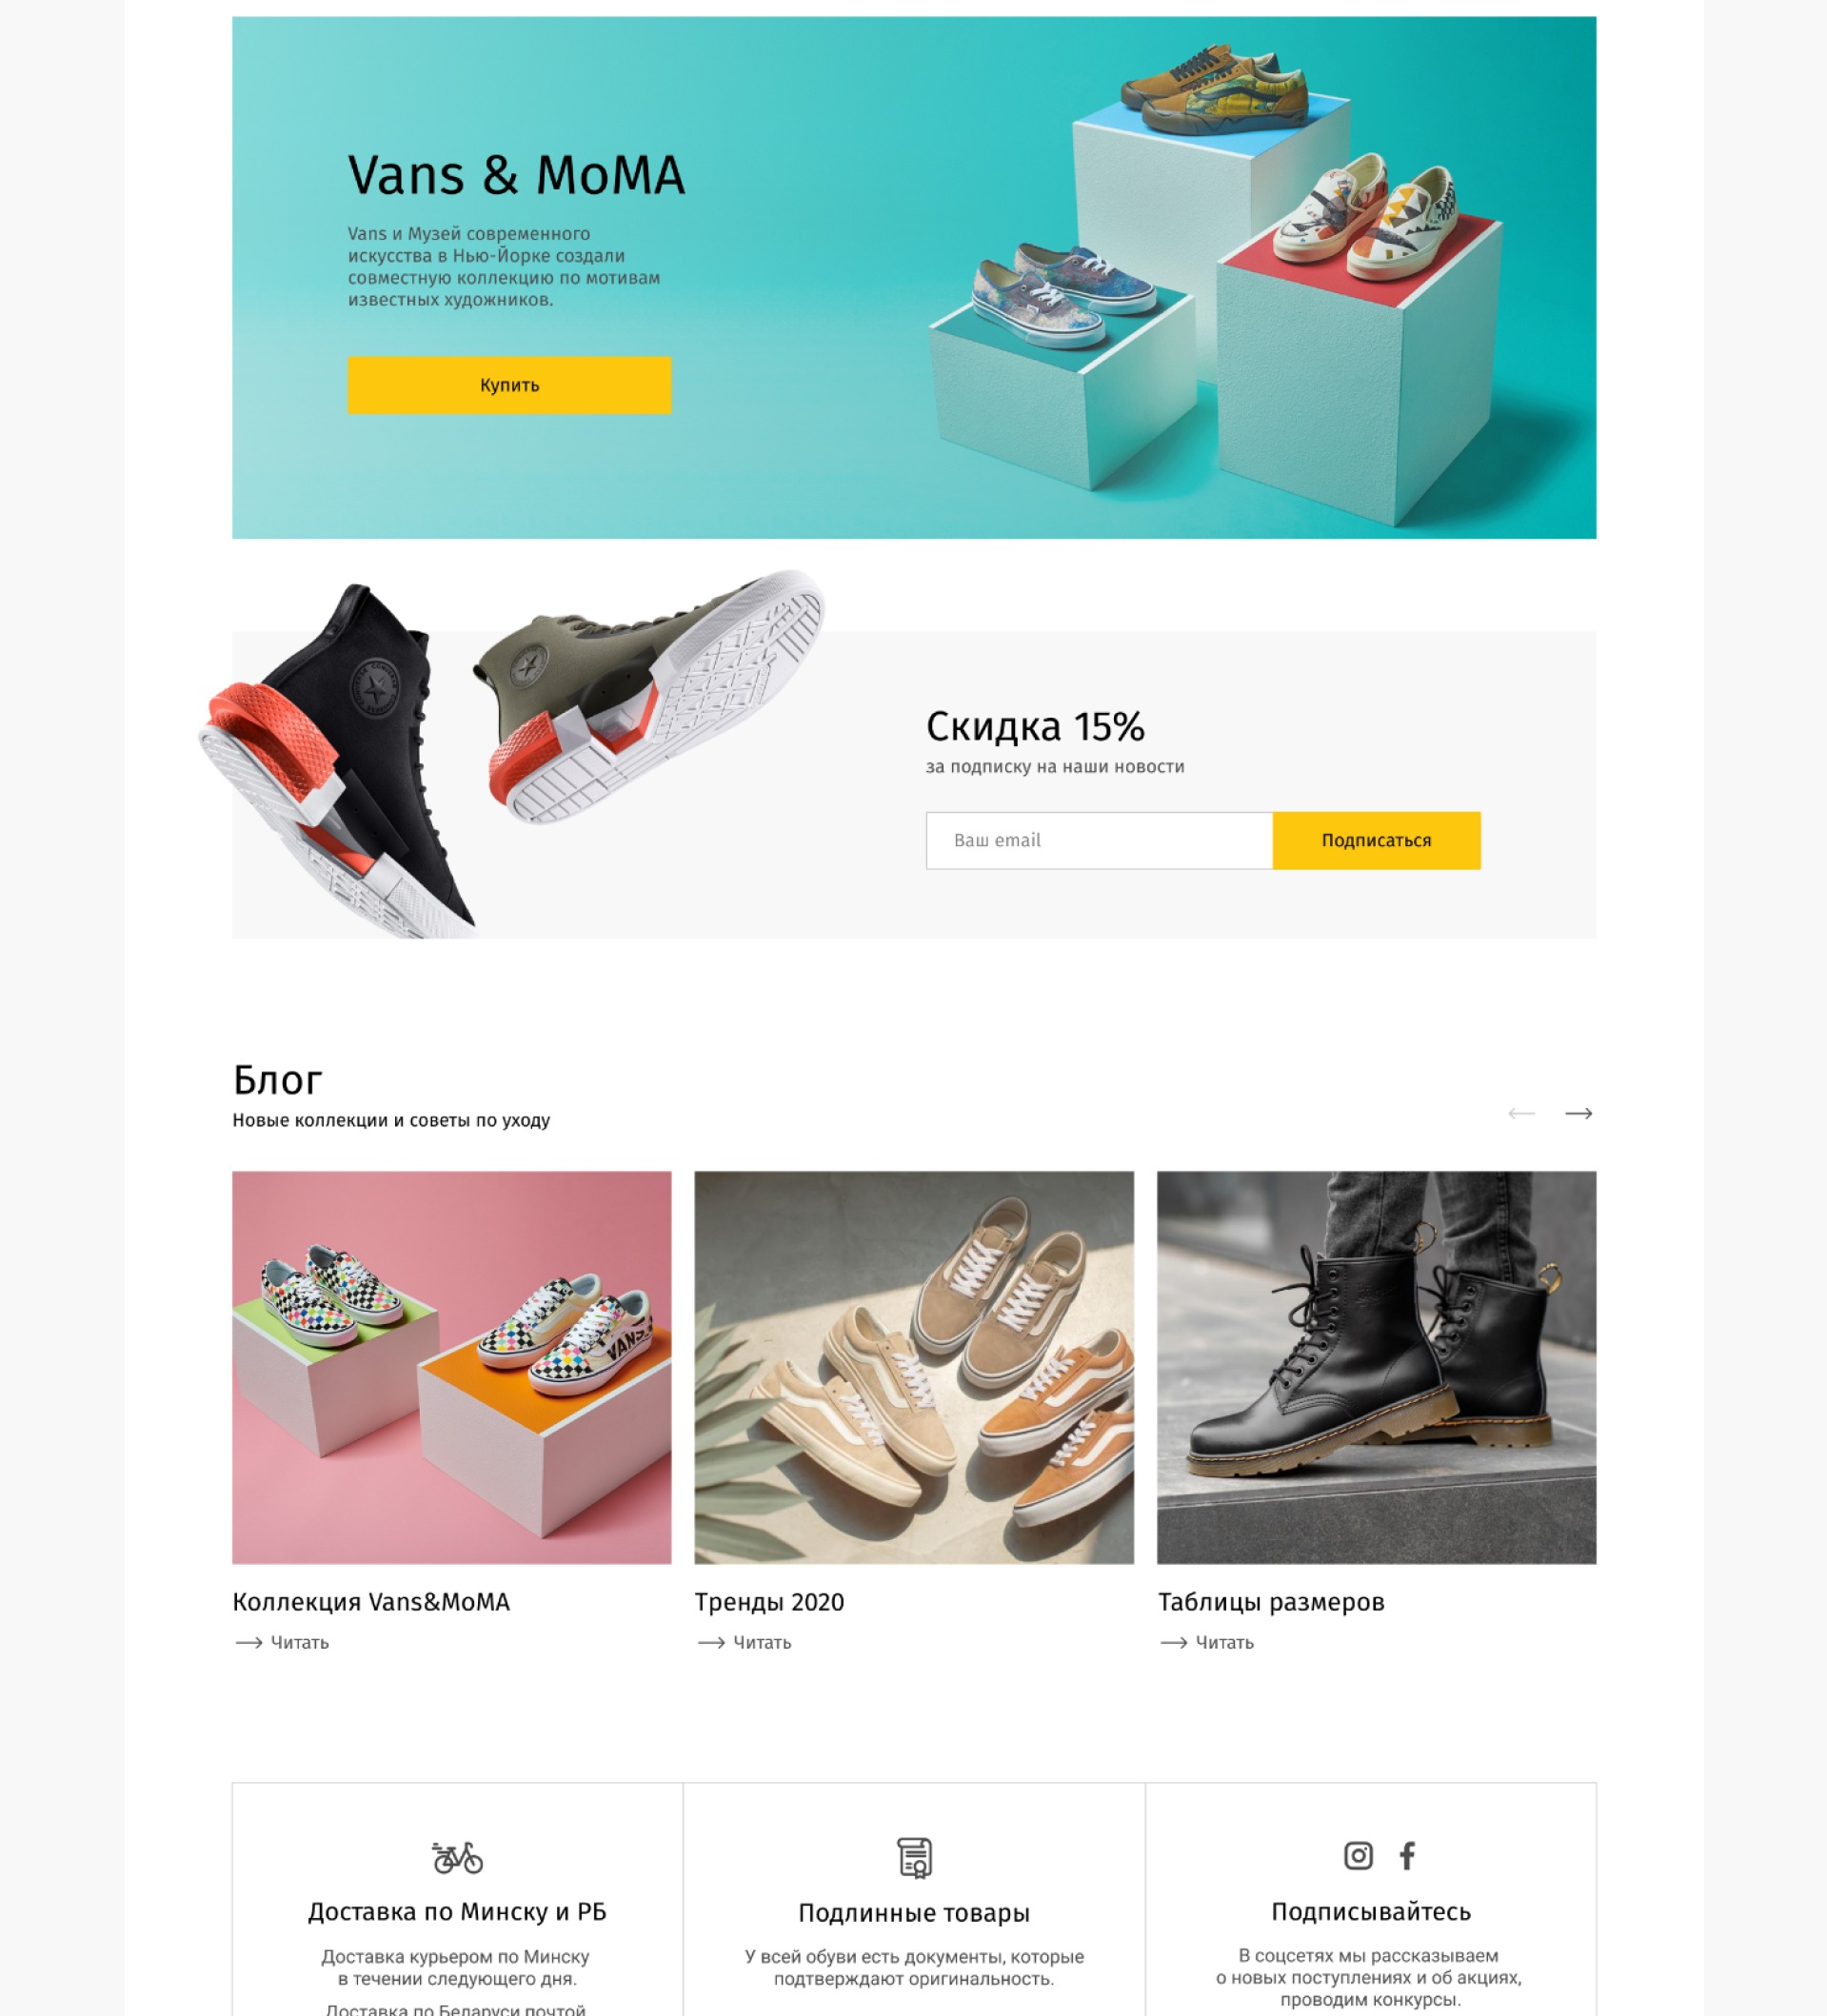 Vans & MoMA
Vans и Музей современного
искусства в Нью-Йорке создали
совместную коллекцию по мотивам
известных художников.
Купить
CONVERSE
Скидка 15%
за подписку на наши новости
Ваш email
Подписаться
Блог
Новые коллекции и советы по уходу
VANS
Коллекция Vans&MoMA
Читать
Тренды 2020
Читать
Таблицы размеров
Читать
Доставка по Минску и РБ
Доставка курьером по Минску
в течении следующего дня.
Доставка по Беларуси почтой
Подлинные товары
У всей обуви есть документы, которые
подтверждают оригинальность.
Подписывайтесь
В соцсетях мы рассказываем
о новых поступлениях и об акциях,
проводим конкурсы.